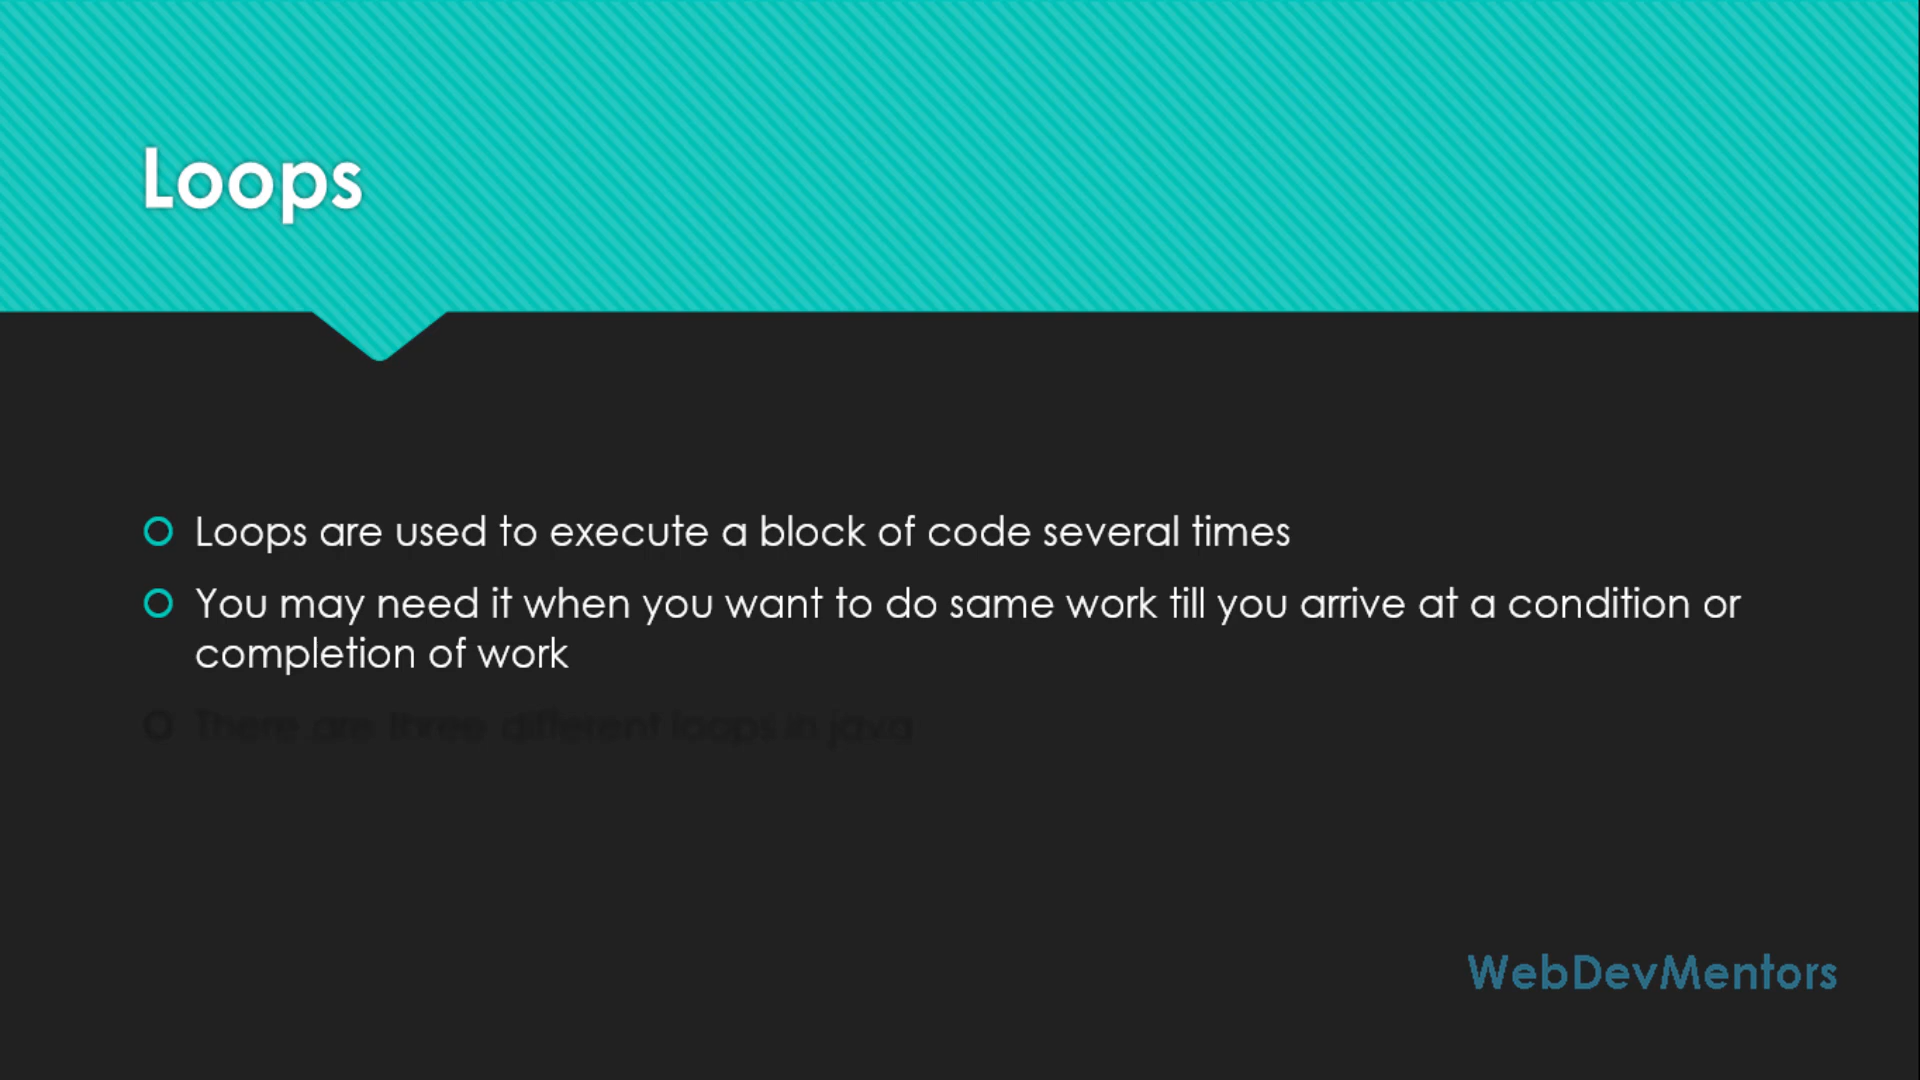 Loops
Loops are used to execute a block of code several times
You may need it when you want to do same work till you arrive at a condition or
completion of work
There are three different loops in java
WebDevMentors